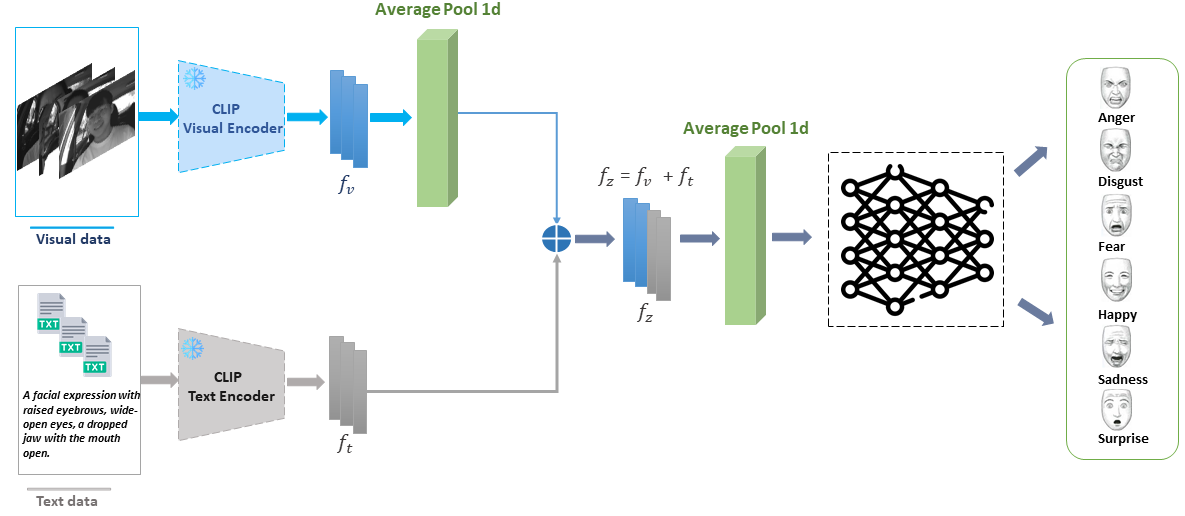 Average Pool 1d
CLIP
Visual Encoder
f_v
Visual data
Average Pool 1d
f_z = f_v + f_t
f_z
TXT
TXT
TXT
A facial expression with
raised eyebrows, wide-
open eyes, a dropped
jaw with the mouth
open.
Text data
CLIP
Text Encoder
f_t
Anger
Disgust
Fear
Happy
Sadness
Surprise